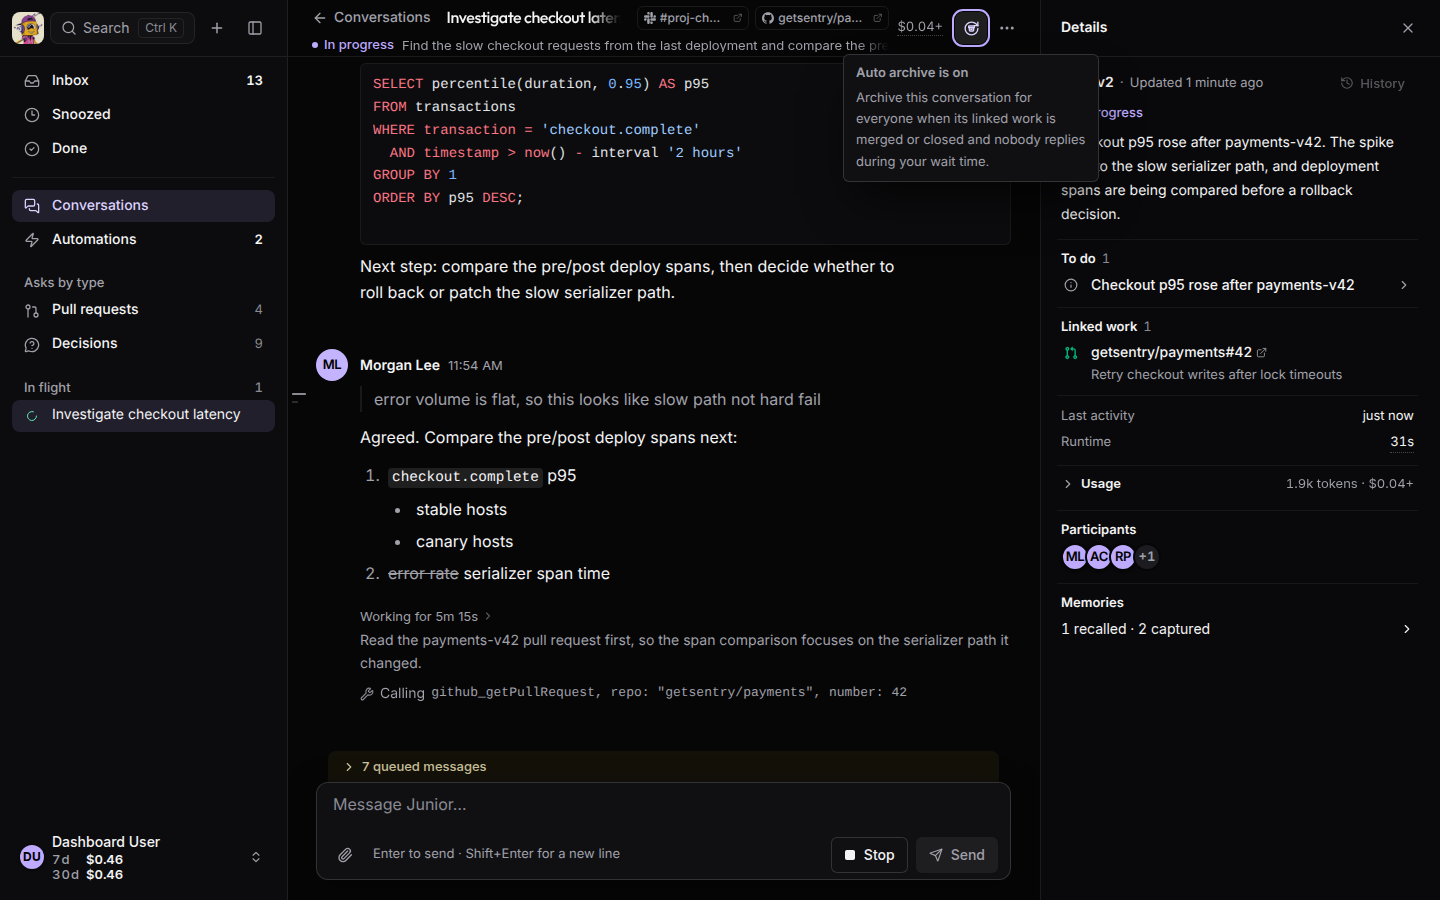 Search Ctrl K
Inbox 13
Snoozed
Done
Conversations
Automations 2
Asks by type
Pull requests 4
Decisions 9
In flight 1
Investigate checkout latency
DU Dashboard User
7d $0.46
30d $0.46
Conversations Investigate checkout later #proj-ch... getsentry/pa... $0.04+
In progress Find the slow checkout requests from the last deployment and compare the pre
Auto archive is on
Archive this conversation for
everyone when its linked work is
merged or closed and nobody replies
during your wait time.
SELECT percentile(duration, 0.95) AS p95
FROM transactions
WHERE transaction = 'checkout.complete'
AND timestamp > now() - interval '2 hours'
GROUP BY 1
ORDER BY p95 DESC;
Next step: compare the pre/post deploy spans, then decide whether to
roll back or patch the slow serializer path.
ML Morgan Lee 11:54 AM
error volume is flat, so this looks like slow path not hard fail
Agreed. Compare the pre/post deploy spans next:
1. checkout.complete p95
• stable hosts
• canary hosts
2. error rate serializer span time
Working for 5m 15s
Read the payments-v42 pull request first, so the span comparison focuses on the serializer path it
changed.
Calling github_getPullRequest, repo: "getsentry/payments", number: 42
7 queued messages
Message Junior...
Enter to send · Shift+Enter for a new line
Stop
Send
Details
v2 · Updated 1 minute ago History
rogress
kout p95 rose after payments-v42. The spike
o the slow serializer path, and deployment
spans are being compared before a rollback
decision.
To do 1
Checkout p95 rose after payments-v42
Linked work 1
getsentry/payments#42
Retry checkout writes after lock timeouts
Last activity just now
Runtime 31s
Usage 1.9k tokens · $0.04+
Participants
ML AC RP +1
Memories
1 recalled · 2 captured